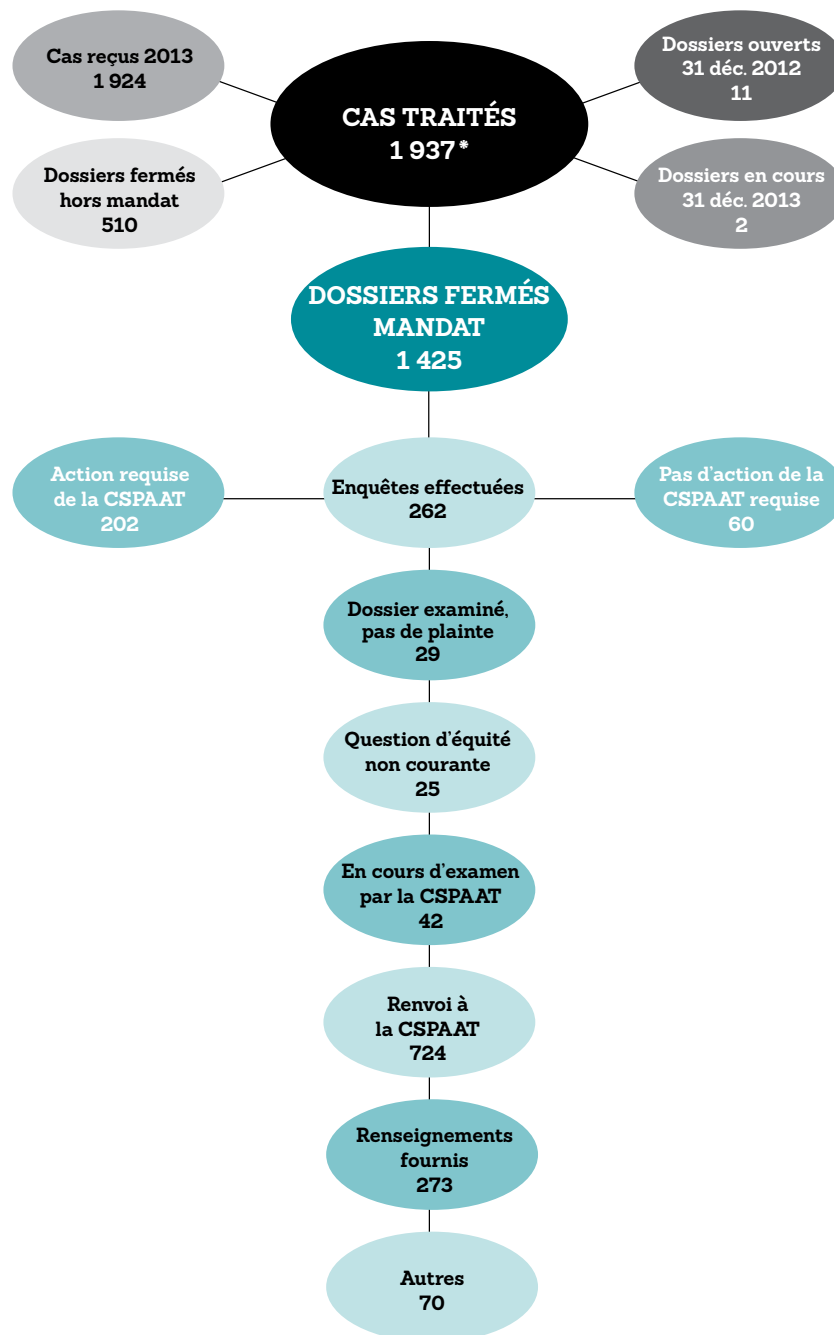 Cas reçus 2013
1 924
Dossiers ouverts
31 déc. 2012
11
CAS TRAITÉS
1 937*
Dossiers fermés
hors mandat
510
Dossiers en cours
31 déc. 2013
2
DOSSIERS FERMÉS
MANDAT
1 425
Action requise
de la CSPAAT
202
Enquêtes effectuées
262
Pas d'action de la
CSPAAT requise
60
Dossier examiné,
pas de plainte
29
Question d'équité
non courante
25
En cours d'examen
par la CSPAAT
42
Renvoi à
la CSPAAT
724
Renseignements
fournis
273
Autres
70